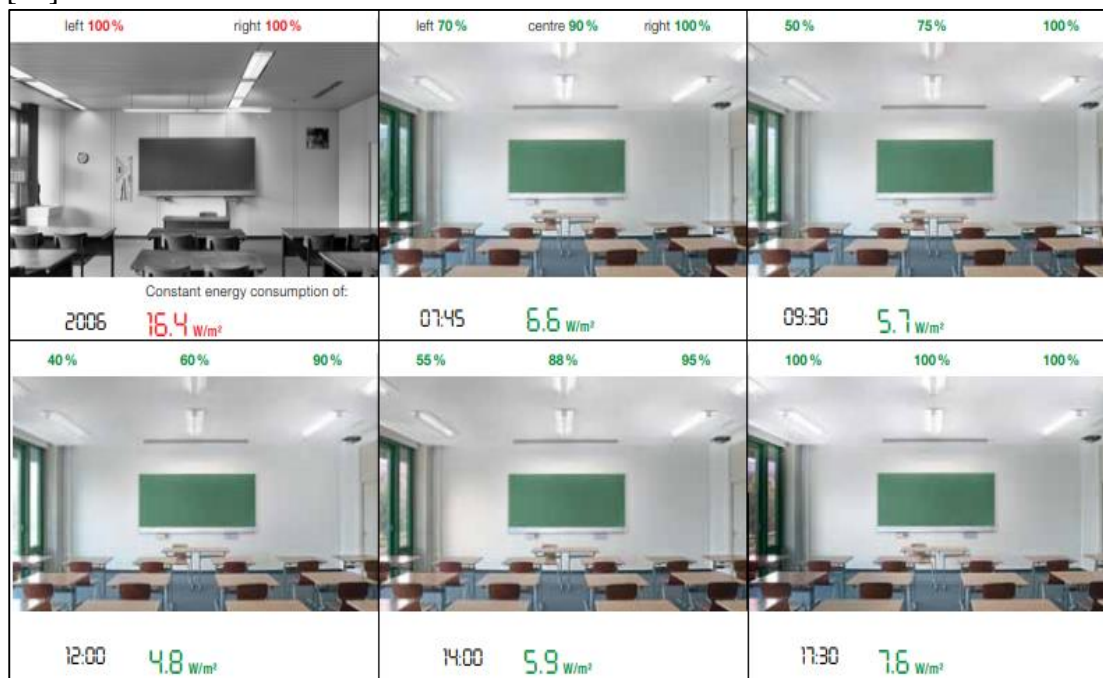 left 100% right 100%
Constant energy consumption of:
2006 16.4 W/m²
left 70% centre 90% right 100%
07:45 6.6 W/m²
50% 75% 100%
09:30 5.7 W/m²
40% 60% 90%
12:00 4.8 W/m²
55% 88% 95%
14:00 5.9 W/m²
100% 100% 100%
17:30 7.6 W/m²